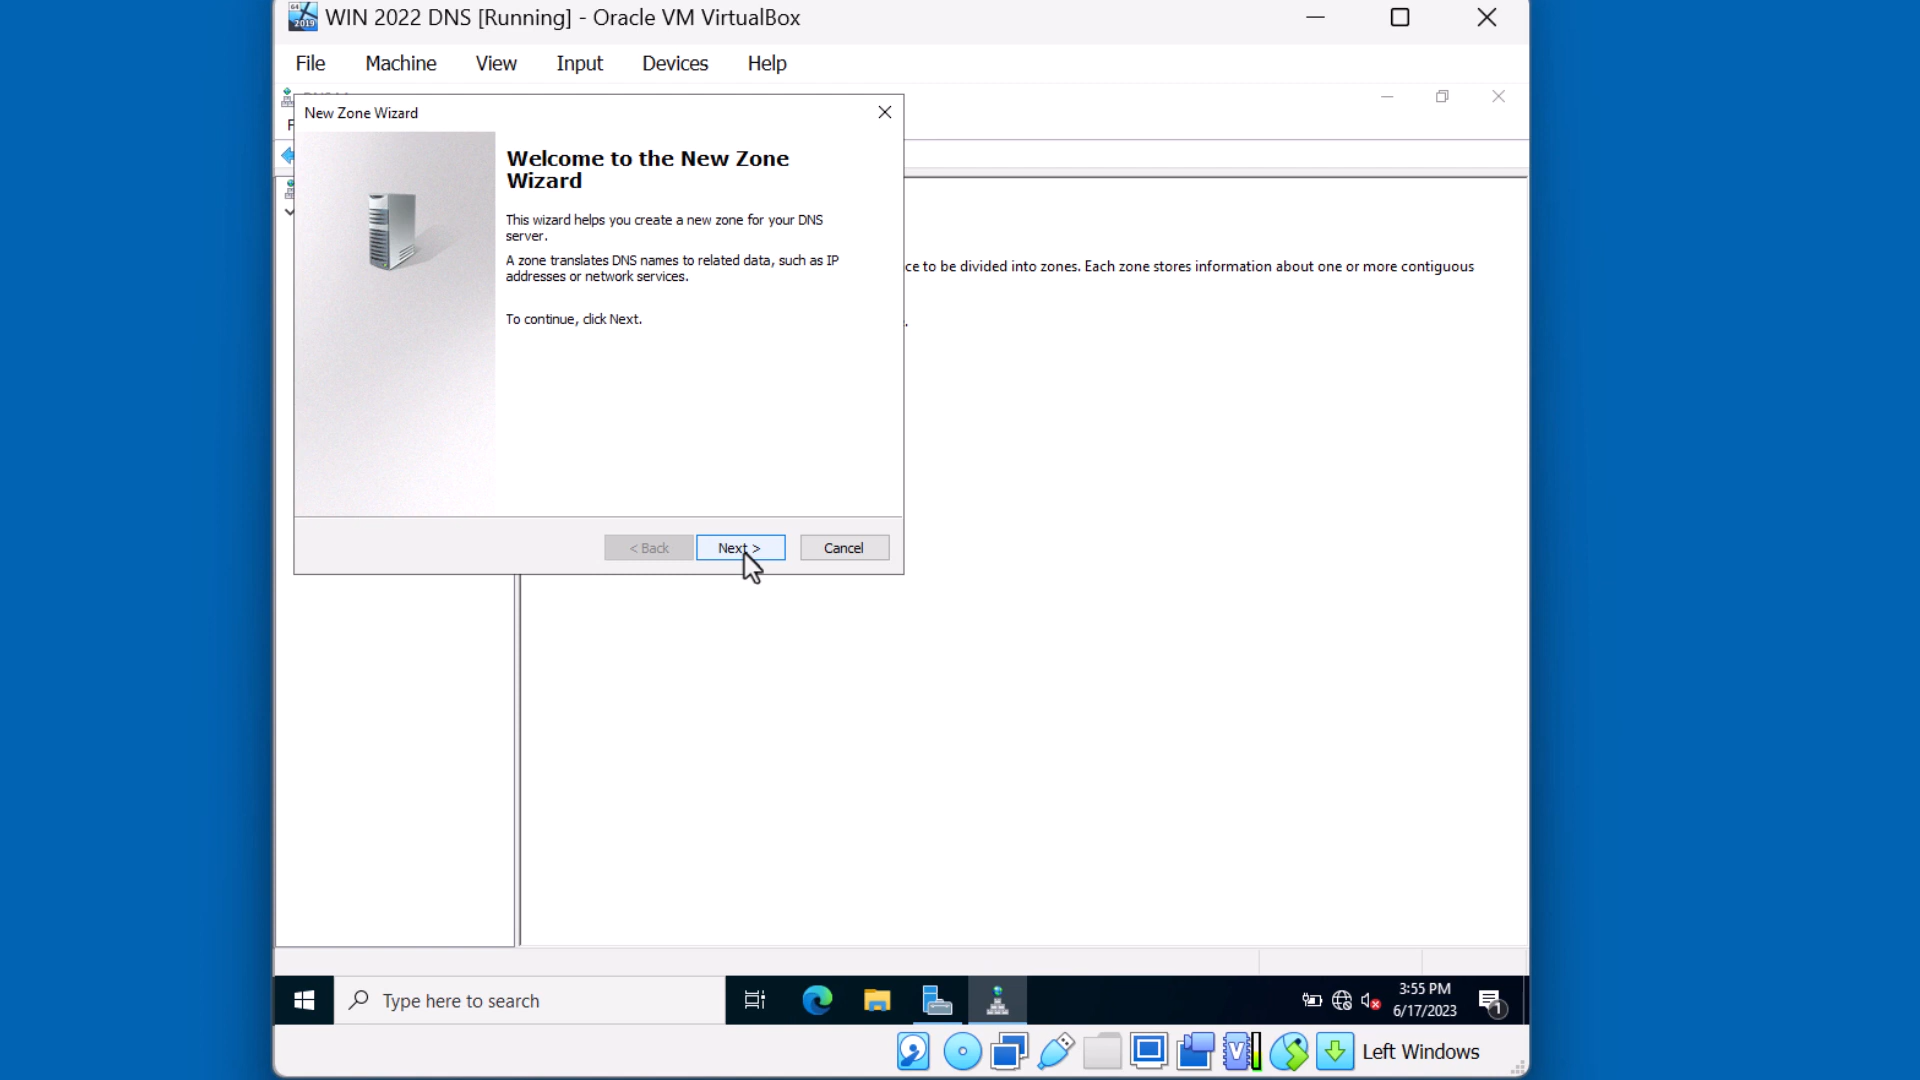 WIN 2022 DNS [Running] - Oracle VM VirtualBox
File Machine View Input Devices Help
New Zone Wizard
Welcome to the New Zone
Wizard
This wizard helps you create a new zone for your DNS
server.
A zone translates DNS names to related data, such as IP
addresses or network services.
To continue, click Next.
< Back Next > Cancel
ce to be divided into zones. Each zone stores information about one or more contiguous
Type here to search
3:55 PM
6/17/2023
1
Left Windows
64
2019
V